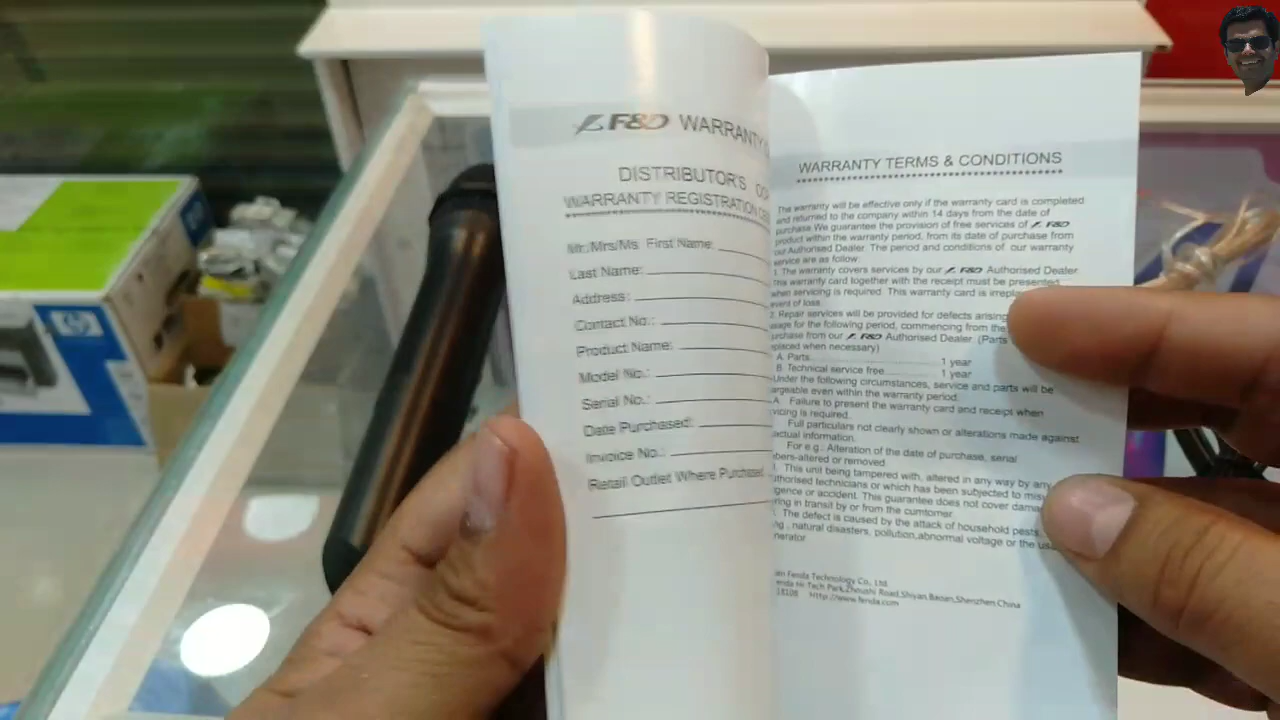 F&D WARRANTY
DISTRIBUTOR'S
WARRANTY REGISTRATION
Mr./Mrs/Ms. First Name:
Last Name:
Address:
Contact No.:
Product Name:
Model No.:
Serial No.:
Date Purchased:
Invoice No.:
Retail Outlet Where Purchased
WARRANTY TERMS & CONDITIONS
The warranty will be effective only if the warranty card is completed
and returned to the company within 14 days from the date of
purchase.We guarantee the provision of free services of F&D
product within the warranty period, from its date of purchase from
our Authorised Dealer. The period and conditions of our warranty
service are as follow:
1. The warranty covers services by our F&D Authorised Dealer
This warranty card together with the receipt must be presented
when servicing is required. This warranty card is
event of loss.
2. Repair services will be provided for defects arising
usage for the following period, commencing from the
purchase from our F&D Authorised Dealer (Parts
replaced when necessary)
A. Parts 1 year
B. Technical service free 1 year
Under the following circumstances, service and parts will be
even within the warranty period.
A. Failure to present the warranty card and receipt when
is required.
Full particulars not clearly shown or alterations made against
information.
For e.g.: Alteration of the date of purchase, serial
altered or removed
This unit being tampered with, altered in any way by any
technicians or which has been subjected to
or accident. This guarantee does not cover
in transit by or from the cumtomer.
The defect is caused by the attack of household pests
natural disasters, pollution,abnormal voltage or the
Fenda Technology Co., Ltd.
Hi Tech Park,Zhoushi Road,Shiyan,Baoan,Shenzhen.China
Http://www.fenda.com
hp